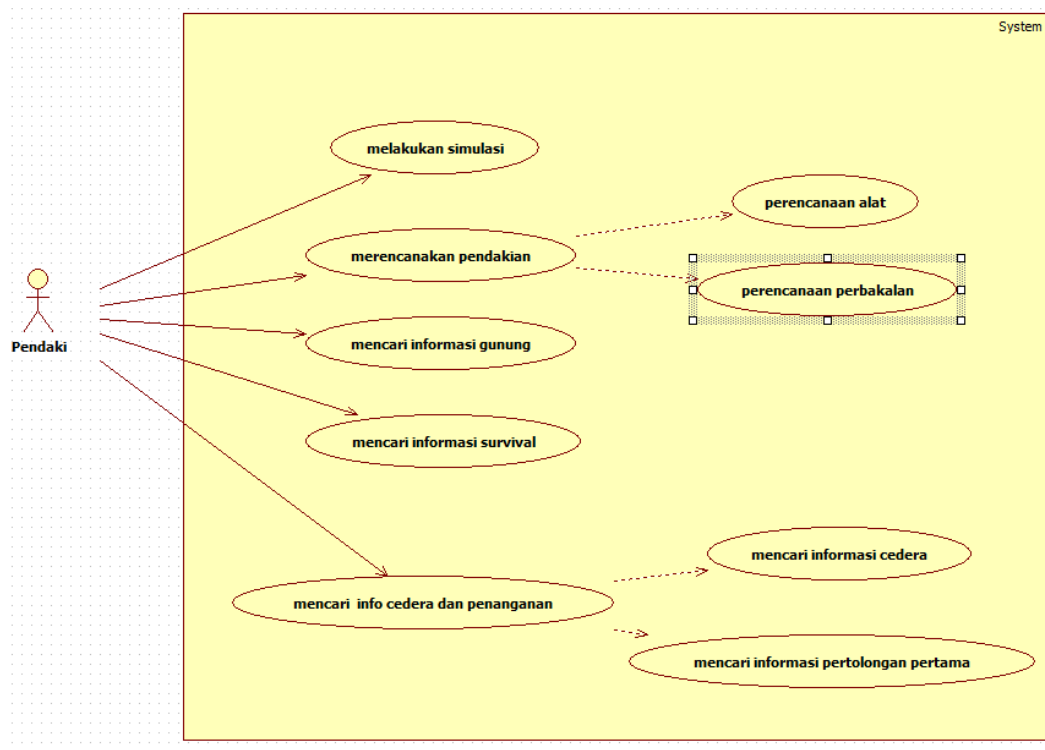 System
melakukan simulasi
perencanaan alat
merencanakan pendakian
perencanaan perbakalan
Pendaki
mencari informasi gunung
mencari informasi survival
mencari informasi cedera
mencari info cedera dan penanganan
mencari informasi pertolongan pertama